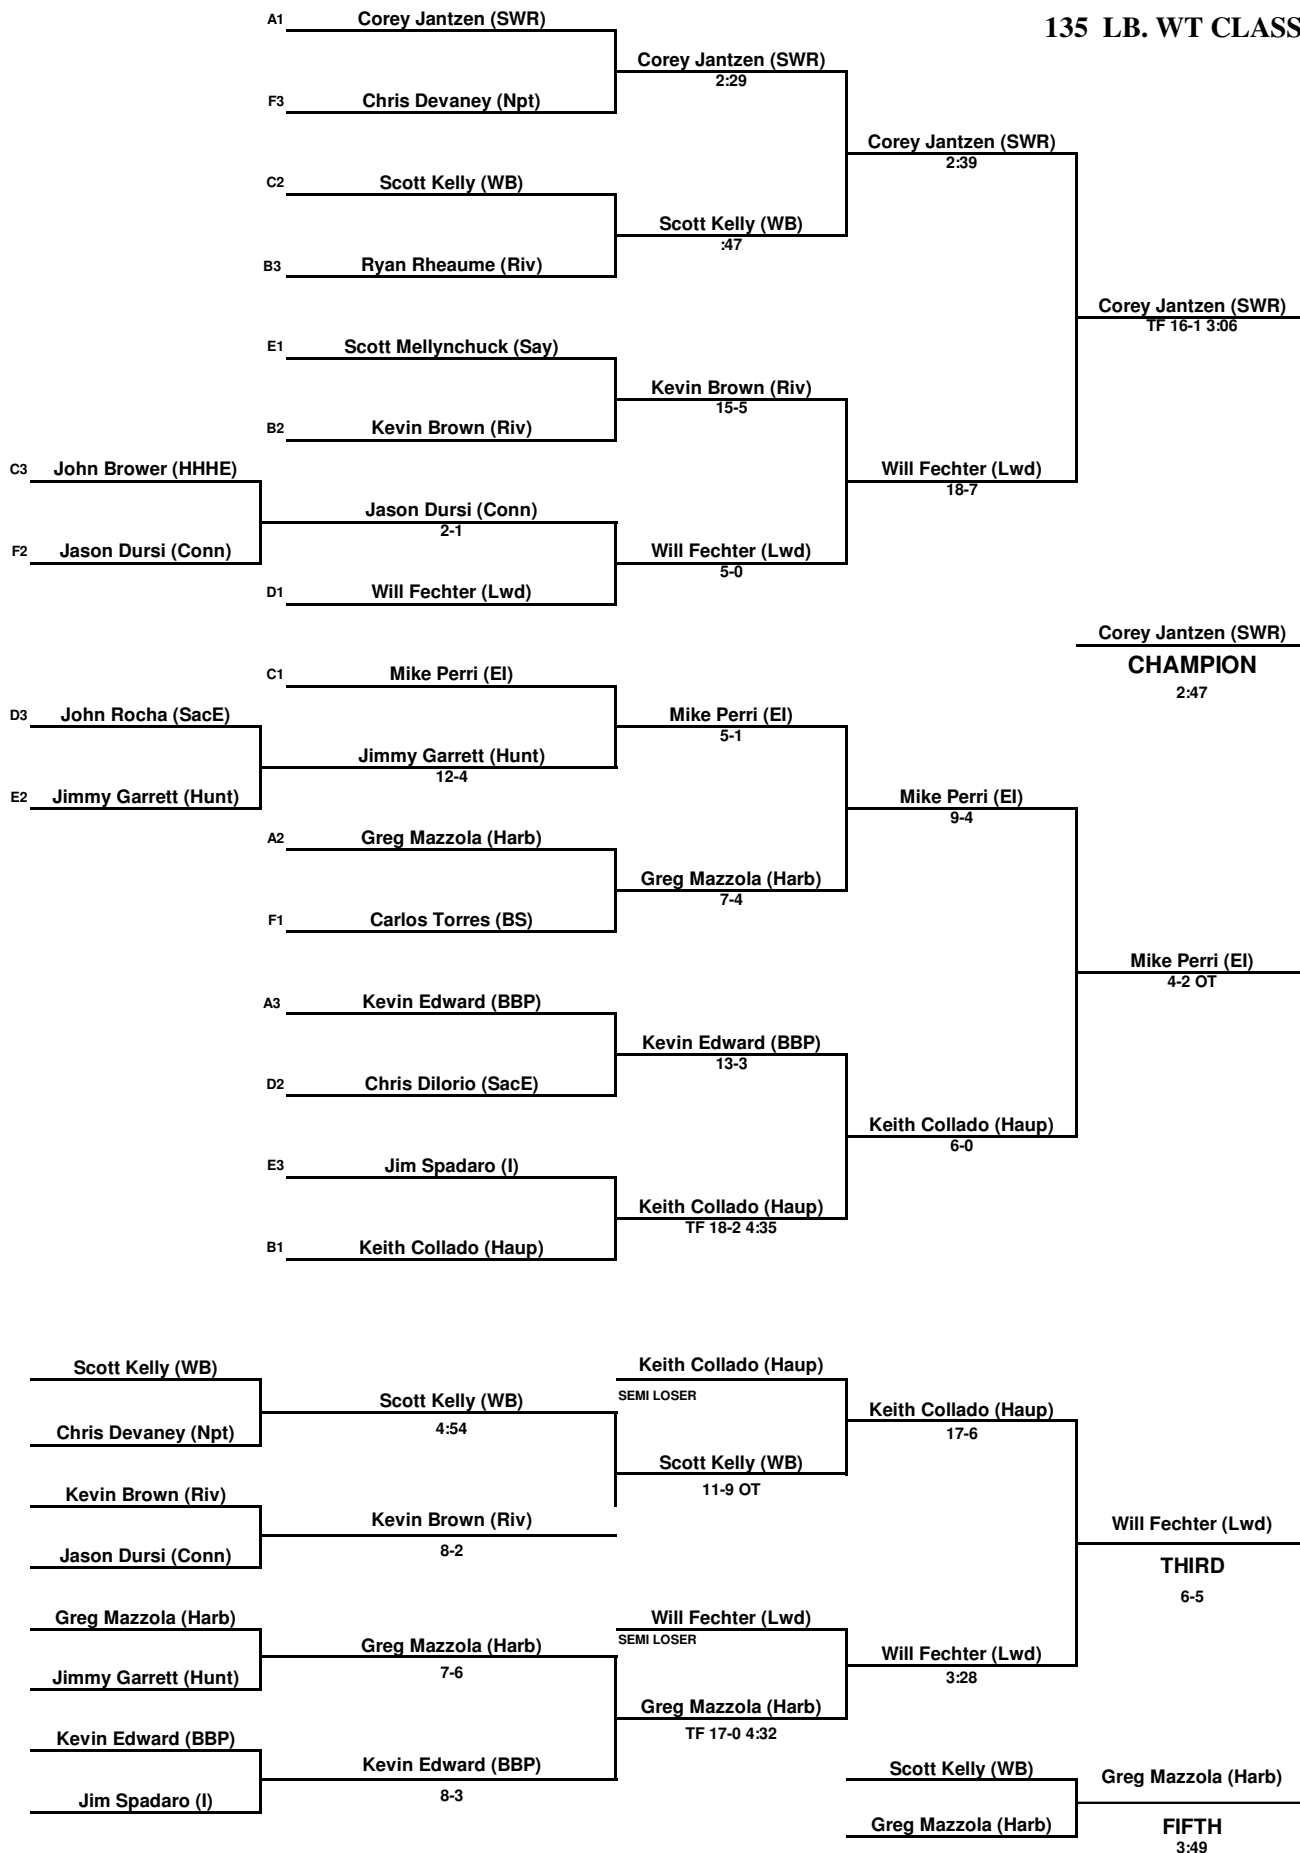 135 LB. WT CLASS
A1 Corey Jantzen (SWR)
Corey Jantzen (SWR)
2:29
F3 Chris Devaney (Npt)
Corey Jantzen (SWR)
2:39
C2 Scott Kelly (WB)
Scott Kelly (WB)
:47
B3 Ryan Rheaume (Riv)
Corey Jantzen (SWR)
TF 16-1 3:06
E1 Scott Mellynchuck (Say)
Kevin Brown (Riv)
15-5
B2 Kevin Brown (Riv)
C3 John Brower (HHHE)
Will Fechter (Lwd)
18-7
Jason Dursi (Conn)
2-1
F2 Jason Dursi (Conn)
Will Fechter (Lwd)
5-0
D1 Will Fechter (Lwd)
Corey Jantzen (SWR)
CHAMPION
2:47
C1 Mike Perri (EI)
D3 John Rocha (SacE)
Mike Perri (EI)
5-1
Jimmy Garrett (Hunt)
12-4
E2 Jimmy Garrett (Hunt)
Mike Perri (EI)
9-4
A2 Greg Mazzola (Harb)
Greg Mazzola (Harb)
7-4
F1 Carlos Torres (BS)
Mike Perri (EI)
4-2 OT
A3 Kevin Edward (BBP)
Kevin Edward (BBP)
13-3
D2 Chris DiIorio (SacE)
Keith Collado (Haup)
6-0
E3 Jim Spadaro (I)
Keith Collado (Haup)
TF 18-2 4:35
B1 Keith Collado (Haup)
Scott Kelly (WB)
Keith Collado (Haup)
SEMI LOSER
Scott Kelly (WB)
4:54
Keith Collado (Haup)
17-6
Chris Devaney (Npt)
Scott Kelly (WB)
11-9 OT
Kevin Brown (Riv)
Kevin Brown (Riv)
8-2
Will Fechter (Lwd)
THIRD
6-5
Jason Dursi (Conn)
Greg Mazzola (Harb)
Will Fechter (Lwd)
SEMI LOSER
Greg Mazzola (Harb)
7-6
Will Fechter (Lwd)
3:28
Jimmy Garrett (Hunt)
Greg Mazzola (Harb)
TF 17-0 4:32
Kevin Edward (BBP)
Kevin Edward (BBP)
8-3
Scott Kelly (WB)
Greg Mazzola (Harb)
Jim Spadaro (I)
Greg Mazzola (Harb)
FIFTH
3:49